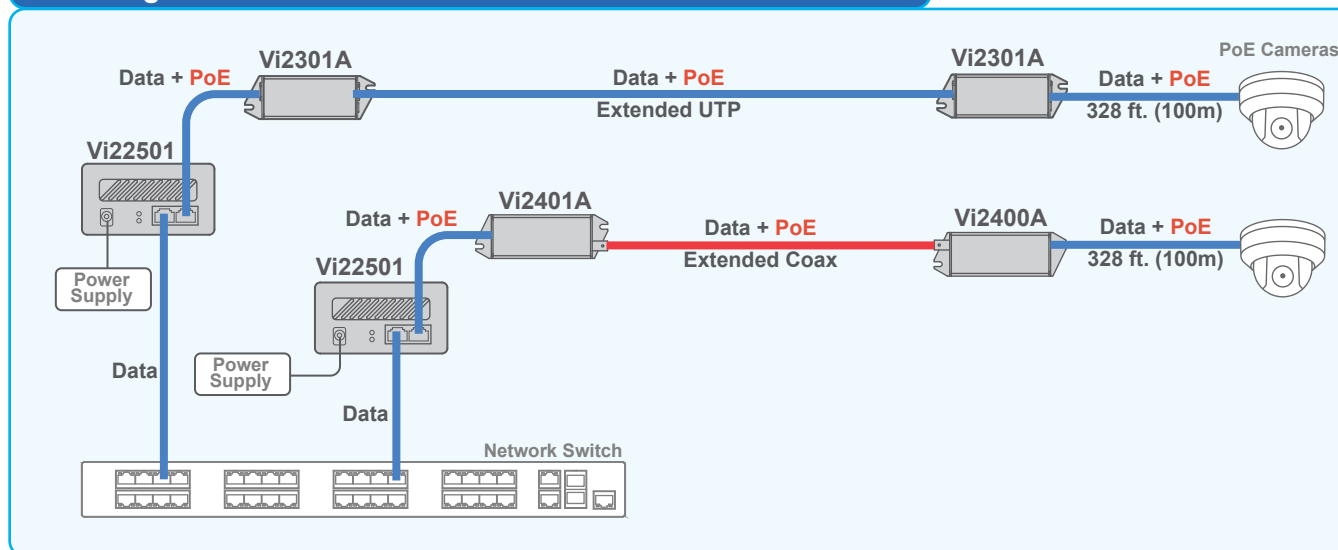 Vi2301A
Data + PoE
Data + PoE
Extended UTP
Vi2301A
Data + PoE
328 ft. (100m)
PoE Cameras
Vi22501
Power
Supply
Data
Vi2401A
Data + PoE
Data + PoE
Extended Coax
Vi2400A
Data + PoE
328 ft. (100m)
Vi22501
Power
Supply
Data
Network Switch